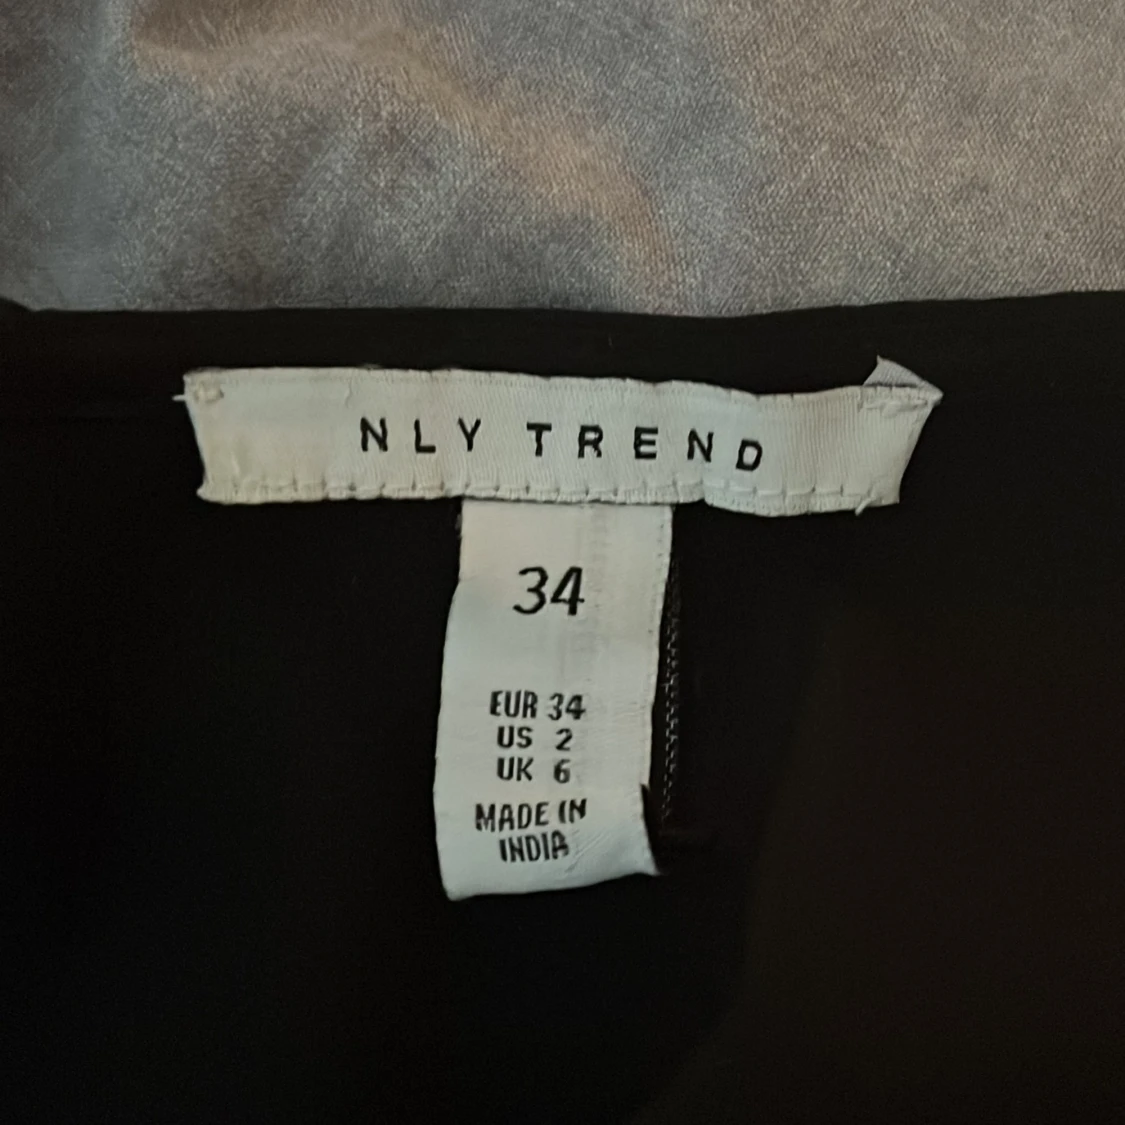 NLY TREND
34
EUR 34
US 2
UK 6
MADE IN
INDIA